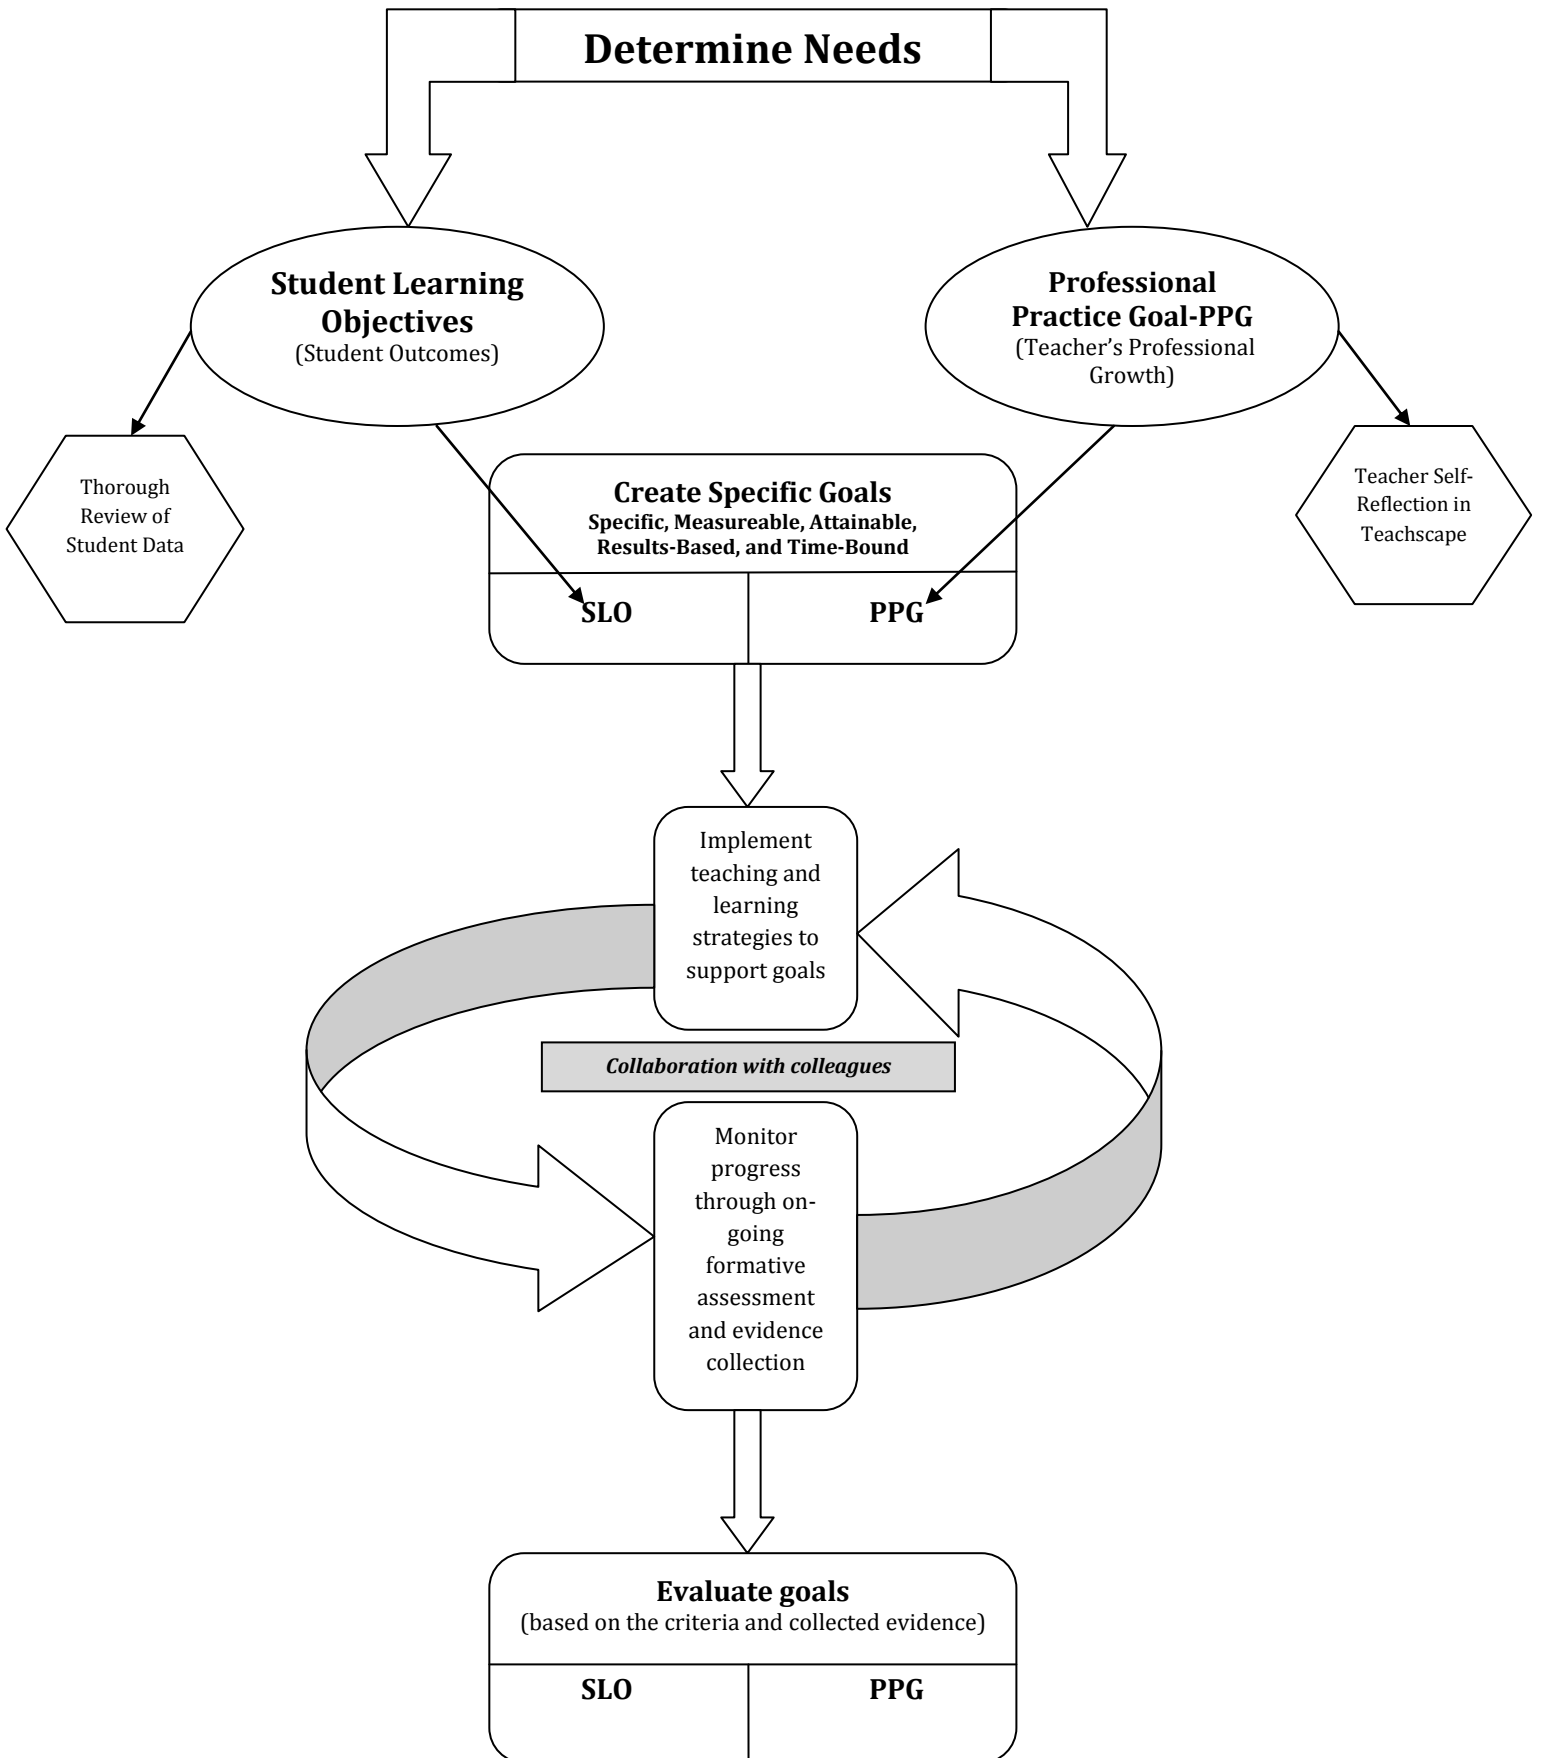 Determine Needs
Student Learning
Objectives
(Student Outcomes)
Professional
Practice Goal-PPG
(Teacher's Professional
Growth)
Thorough
Review of
Student Data
Create Specific Goals
Specific, Measureable, Attainable,
Results-Based, and Time-Bound
SLO
PPG
Teacher Self-
Reflection in
Teachscape
Implement
teaching and
learning
strategies to
support goals
Collaboration with colleagues
Monitor
progress
through on-
going
formative
assessment
and evidence
collection
Evaluate goals
(based on the criteria and collected evidence)
SLO
PPG